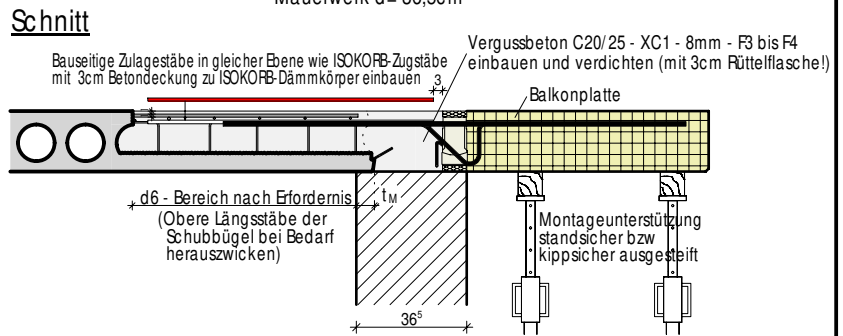 Mauerwerk d= 36,5cm
Schnitt
Bauseitige Zulagestäbe in gleicher Ebene wie ISOKORB-Zugstäbe
mit 3cm Betondeckung zu ISOKORB-Dämmkörper einbauen
3
Vergussbeton C20/25 - XC1 - 8mm - F3 bis F4
einbauen und verdichten (mit 3cm Rüttelflasche!)
Balkonplatte
d6 - Bereich nach Erfordernis
tM
(Obere Längsstäbe der
Schubbügel bei Bedarf
herauszwicken)
Montageunterstützung
standsicher bzw
kippsicher ausgesteift
36⁵